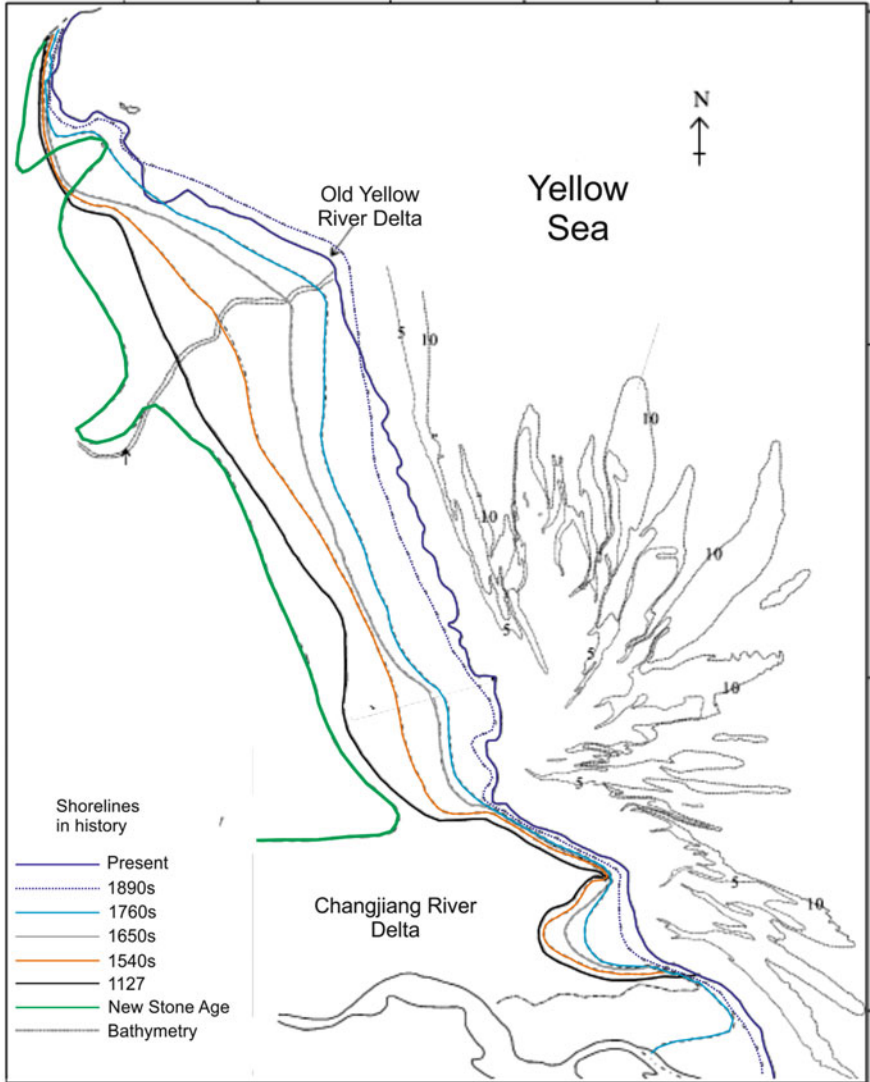 N
Yellow
Sea
Old Yellow
River Delta
5
10
10
10
10
5
5
10
5
5
10
Changjiang River
Delta
Shorelines
in history
Present
1890s
1760s
1650s
1540s
1127
New Stone Age
Bathymetry